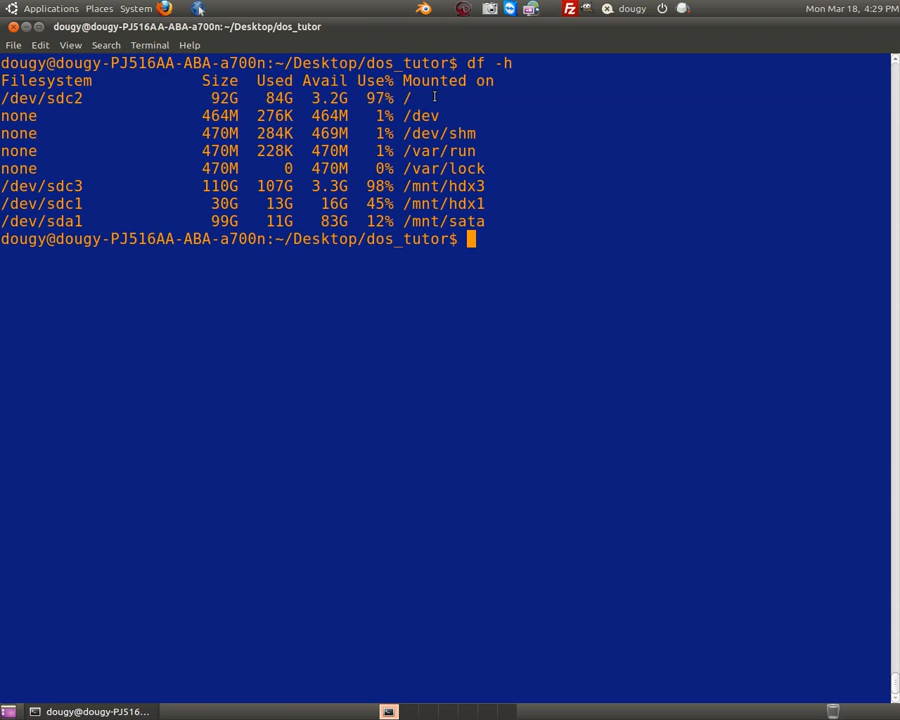 Applications Places System dougy Mon Mar 18, 4:29 PM
dougy@dougy-PJ516AA-ABA-a700n: ~/Desktop/dos_tutor
File Edit View Search Terminal Help
dougy@dougy-PJ516AA-ABA-a700n:~/Desktop/dos_tutor$ df -h
Filesystem Size Used Avail Use% Mounted on
/dev/sdc2 92G 84G 3.2G 97% /
none 464M 276K 464M 1% /dev
none 470M 284K 469M 1% /dev/shm
none 470M 228K 470M 1% /var/run
none 470M 0 470M 0% /var/lock
/dev/sdc3 110G 107G 3.3G 98% /mnt/hdx3
/dev/sdc1 30G 13G 16G 45% /mnt/hdx1
/dev/sda1 99G 11G 83G 12% /mnt/sata
dougy@dougy-PJ516AA-ABA-a700n:~/Desktop/dos_tutor$
dougy@dougy-PJ516...